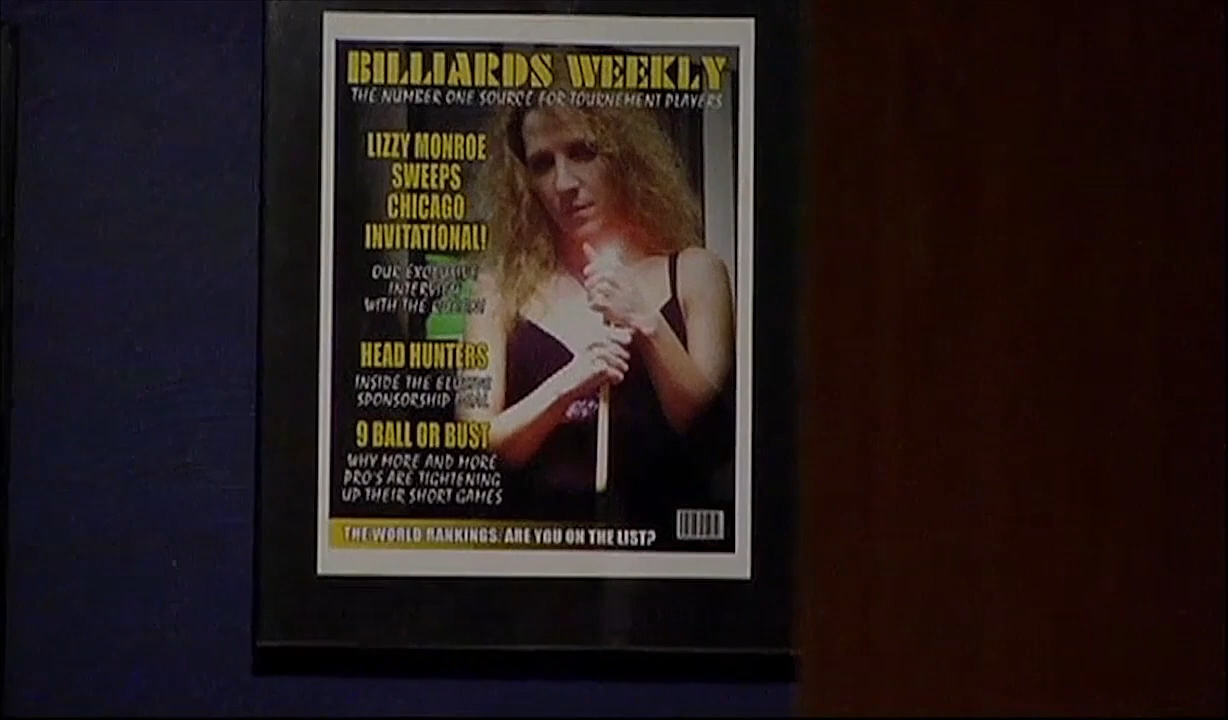 BILLIARDS WEEKLY
THE NUMBER ONE SOURCE FOR TOURNEMENT PLAYERS
LIZZY MONROE
SWEEPS
CHICAGO
INVITATIONAL!
OUR EXCLUSIVE
INTERVIEW
WITH THE
HEAD HUNTERS
INSIDE THE ELUSIVE
SPONSORSHIP
9 BALL OR BUST
WHY MORE AND MORE
PRO'S ARE TIGHTENING
UP THEIR SHORT GAMES
THE WORLD RANKINGS: ARE YOU ON THE LIST?